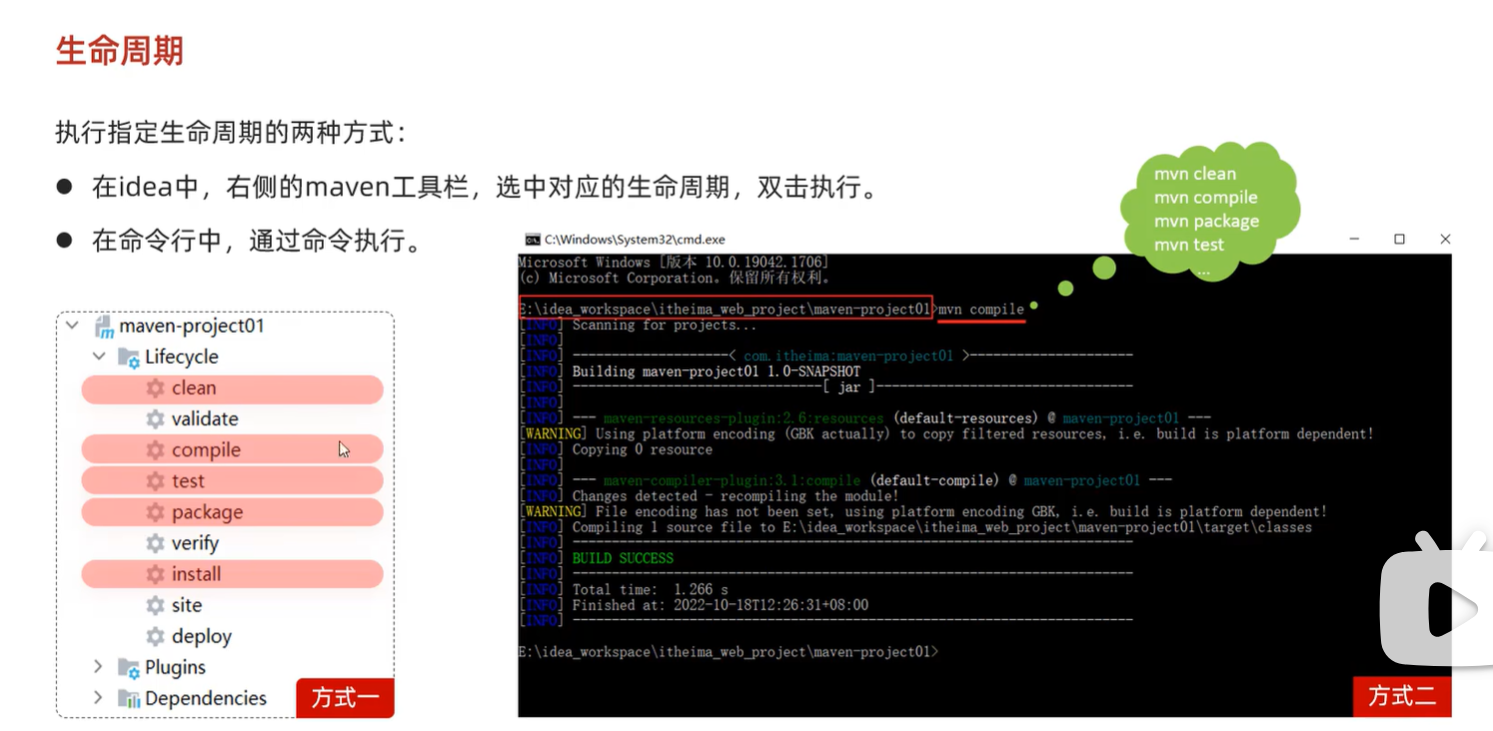 生命周期
执行指定生命周期的两种方式：
● 在idea中，右侧的maven工具栏，选中对应的生命周期，双击执行。
● 在命令行中，通过命令执行。
mvn clean
mvn compile
mvn package
mvn test
...
maven-project01
Lifecycle
clean
validate
compile
test
package
verify
install
site
deploy
Plugins
Dependencies
方式一
C:\Windows\System32\cmd.exe
Microsoft Windows [版本 10.0.19042.1706]
(c) Microsoft Corporation。保留所有权利。
E:\idea_workspace\itheima_web_project\maven-project01>mvn compile
[INFO] Scanning for projects...
[INFO]
[INFO] --------------------< com.itheima:maven-project01 >---------------------
[INFO] Building maven-project01 1.0-SNAPSHOT
[INFO] --------------------------------[ jar ]---------------------------------
[INFO]
[INFO] --- maven-resources-plugin:2.6:resources (default-resources) @ maven-project01 ---
[WARNING] Using platform encoding (GBK actually) to copy filtered resources, i.e. build is platform dependent!
[INFO] Copying 0 resource
[INFO]
[INFO] --- maven-compiler-plugin:3.1:compile (default-compile) @ maven-project01 ---
[INFO] Changes detected - recompiling the module!
[WARNING] File encoding has not been set, using platform encoding GBK, i.e. build is platform dependent!
[INFO] Compiling 1 source file to E:\idea_workspace\itheima_web_project\maven-project01\target\classes
[INFO] ------------------------------------------------------------------------
[INFO] BUILD SUCCESS
[INFO] ------------------------------------------------------------------------
[INFO] Total time:  1.266 s
[INFO] Finished at: 2022-10-18T12:26:31+08:00
[INFO] ------------------------------------------------------------------------
E:\idea_workspace\itheima_web_project\maven-project01>
方式二